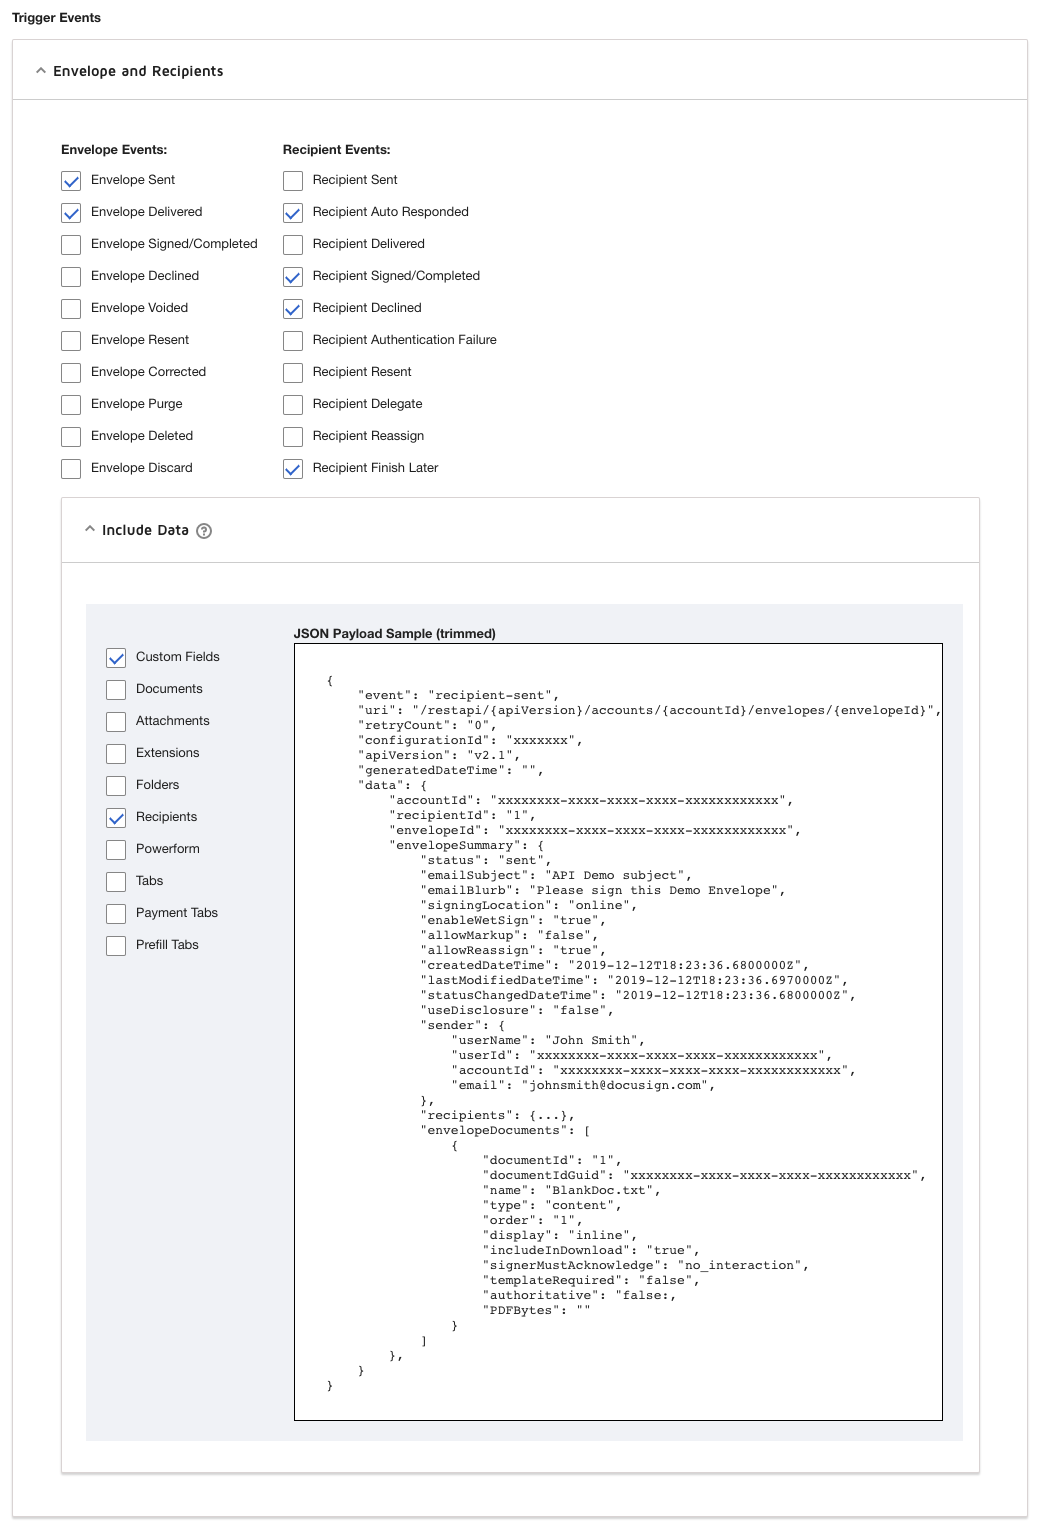 Trigger Events
Envelope and Recipients
Envelope Events:
Envelope Sent
Envelope Delivered
Envelope Signed/Completed
Envelope Declined
Envelope Voided
Envelope Resent
Envelope Corrected
Envelope Purge
Envelope Deleted
Envelope Discard
Recipient Events:
Recipient Sent
Recipient Auto Responded
Recipient Delivered
Recipient Signed/Completed
Recipient Declined
Recipient Authentication Failure
Recipient Resent
Recipient Delegate
Recipient Reassign
Recipient Finish Later
Include Data ?
Custom Fields
Documents
Attachments
Extensions
Folders
Recipients
Powerform
Tabs
Payment Tabs
Prefill Tabs
JSON Payload Sample (trimmed)
{
"event": "recipient-sent",
"uri": "/restapi/{apiVersion}/accounts/{accountId}/envelopes/{envelopeId}",
"retryCount": "0",
"configurationId": "xxxxxxx",
"apiVersion": "v2.1",
"generatedDateTime": "",
"data": {
"accountId": "xxxxxxxx-xxxx-xxxx-xxxx-xxxxxxxxxxxx",
"recipientId": "1",
"envelopeId": "xxxxxxxx-xxxx-xxxx-xxxx-xxxxxxxxxxxx",
"envelopeSummary": {
"status": "sent",
"emailSubject": "API Demo subject",
"emailBlurb": "Please sign this Demo Envelope",
"signingLocation": "online",
"enableWetSign": "true",
"allowMarkup": "false",
"allowReassign": "true",
"createdDateTime": "2019-12-12T18:23:36.6800000Z",
"lastModifiedDateTime": "2019-12-12T18:23:36.6970000Z",
"statusChangedDateTime": "2019-12-12T18:23:36.6800000Z",
"useDisclosure": "false",
"sender": {
"userName": "John Smith",
"userId": "xxxxxxxx-xxxx-xxxx-xxxx-xxxxxxxxxxxx",
"accountId": "xxxxxxxx-xxxx-xxxx-xxxx-xxxxxxxxxxxx",
"email": "johnsmith@docusign.com",
},
"recipients": {...},
"envelopeDocuments": [
{
"documentId": "1",
"documentIdGuid": "xxxxxxxx-xxxx-xxxx-xxxx-xxxxxxxxxxxx",
"name": "BlankDoc.txt",
"type": "content",
"order": "1",
"display": "inline",
"includeInDownload": "true",
"signerMustAcknowledge": "no_interaction",
"templateRequired": "false",
"authoritative": "false:,
"PDFBytes": ""
}
]
},
}
}